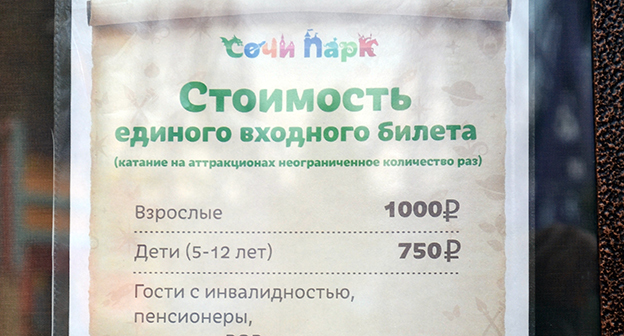 Сочи Парк
Стоимость
единого входного билета
(катание на аттракционах неограниченное количество раз)
Взрослые 1000₽
Дети (5-12 лет) 750₽
Гости с инвалидностью,
пенсионеры,